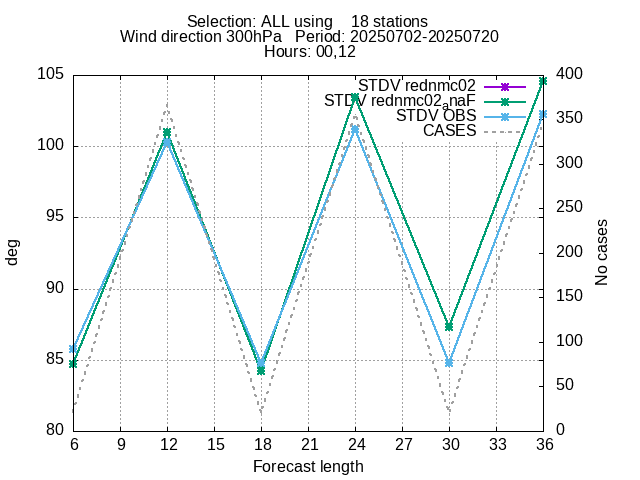 Selection: ALL using    18 stations
Wind direction 300hPa   Period: 20250702-20250720
Hours: 00,12
STDV rednmc02
STDV rednmc02anaF
STDV OBS
CASES
deg
No cases
105
100
95
90
85
80
400
350
300
250
200
150
100
50
0
6 9 12 15 18 21 24 27 30 33 36
Forecast length